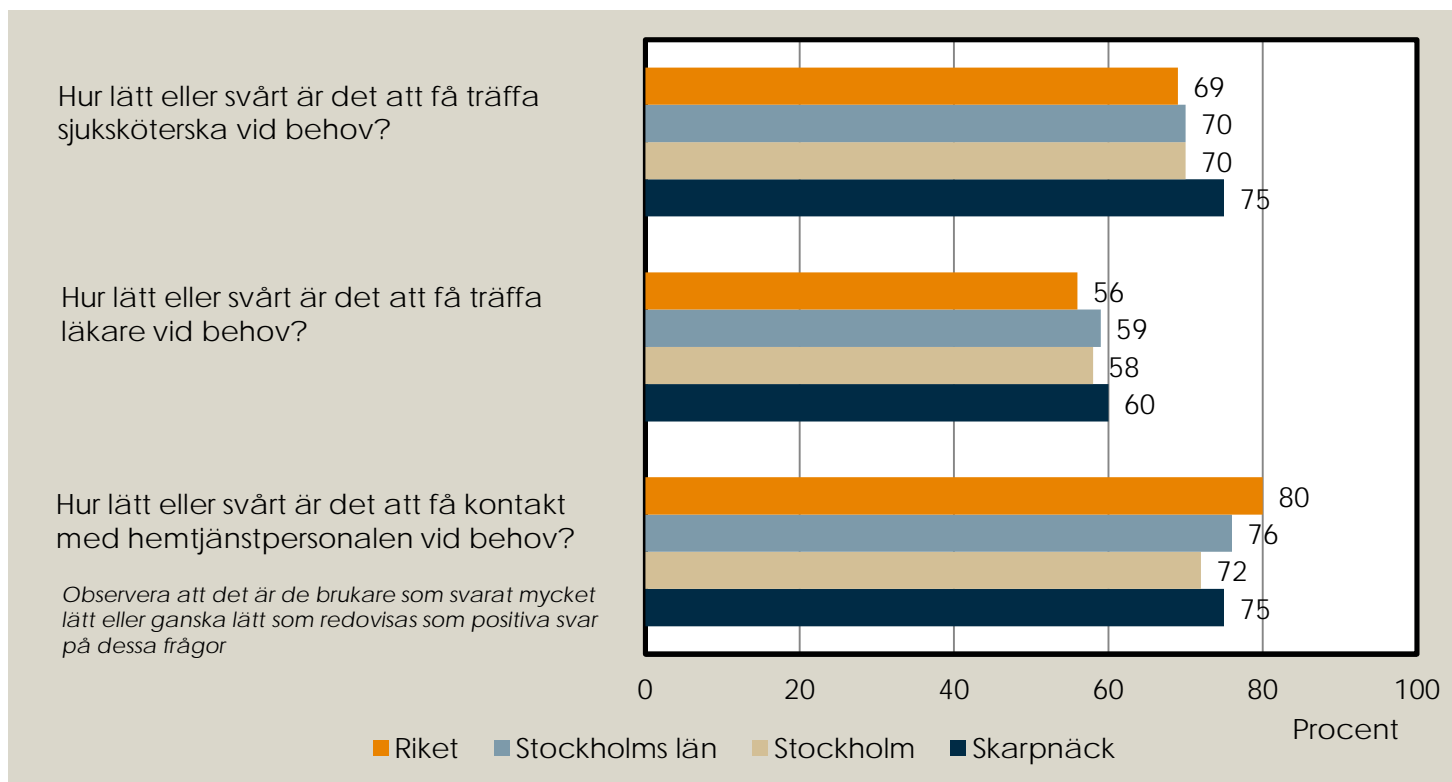 Hur lätt eller svårt är det att få träffa
sjuksköterska vid behov?
69
70
70
75
Hur lätt eller svårt är det att få träffa
läkare vid behov?
56
59
58
60
Hur lätt eller svårt är det att få kontakt
med hemtjänstpersonalen vid behov?
Observera att det är de brukare som svarat mycket
lätt eller ganska lätt som redovisas som positiva svar
på dessa frågor
80
76
72
75
0 20 40 60 80 100
Procent
Riket Stockholms län Stockholm Skarpnäck